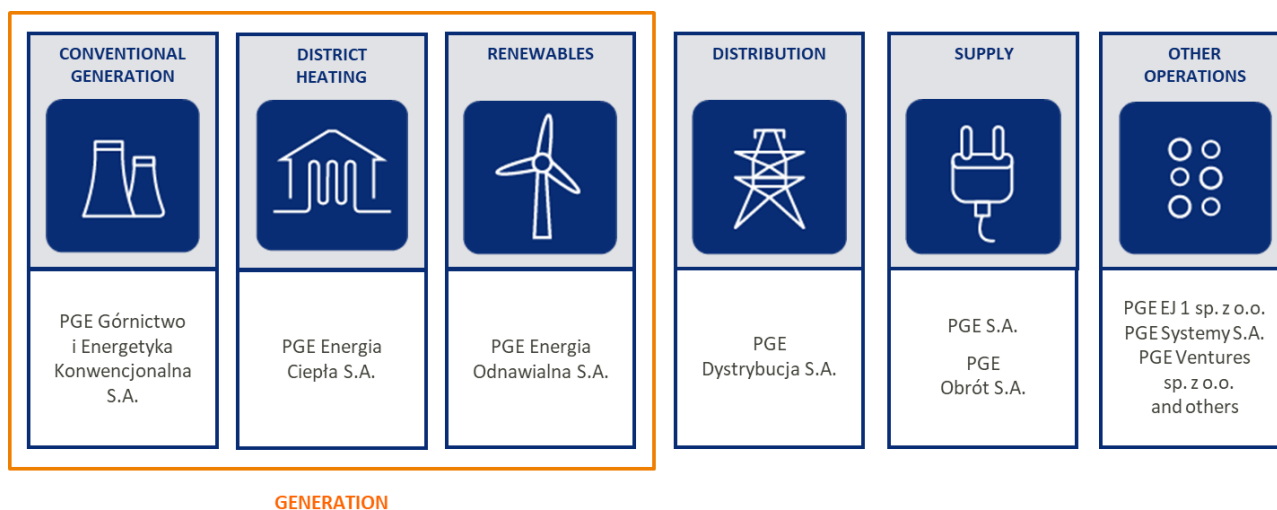 CONVENTIONAL
GENERATION
PGE Górnictwo
i Energetyka
Konwencjonalna
S.A.
DISTRICT
HEATING
PGE Energia
Ciepła S.A.
RENEWABLES
PGE Energia
Odnawialna S.A.
DISTRIBUTION
PGE
Dystrybucja S.A.
SUPPLY
PGE S.A.
PGE
Obrót S.A.
OTHER
OPERATIONS
PGE EJ 1 sp. z o.o.
PGE Systemy S.A.
PGE Ventures
sp. z o.o.
and others
GENERATION